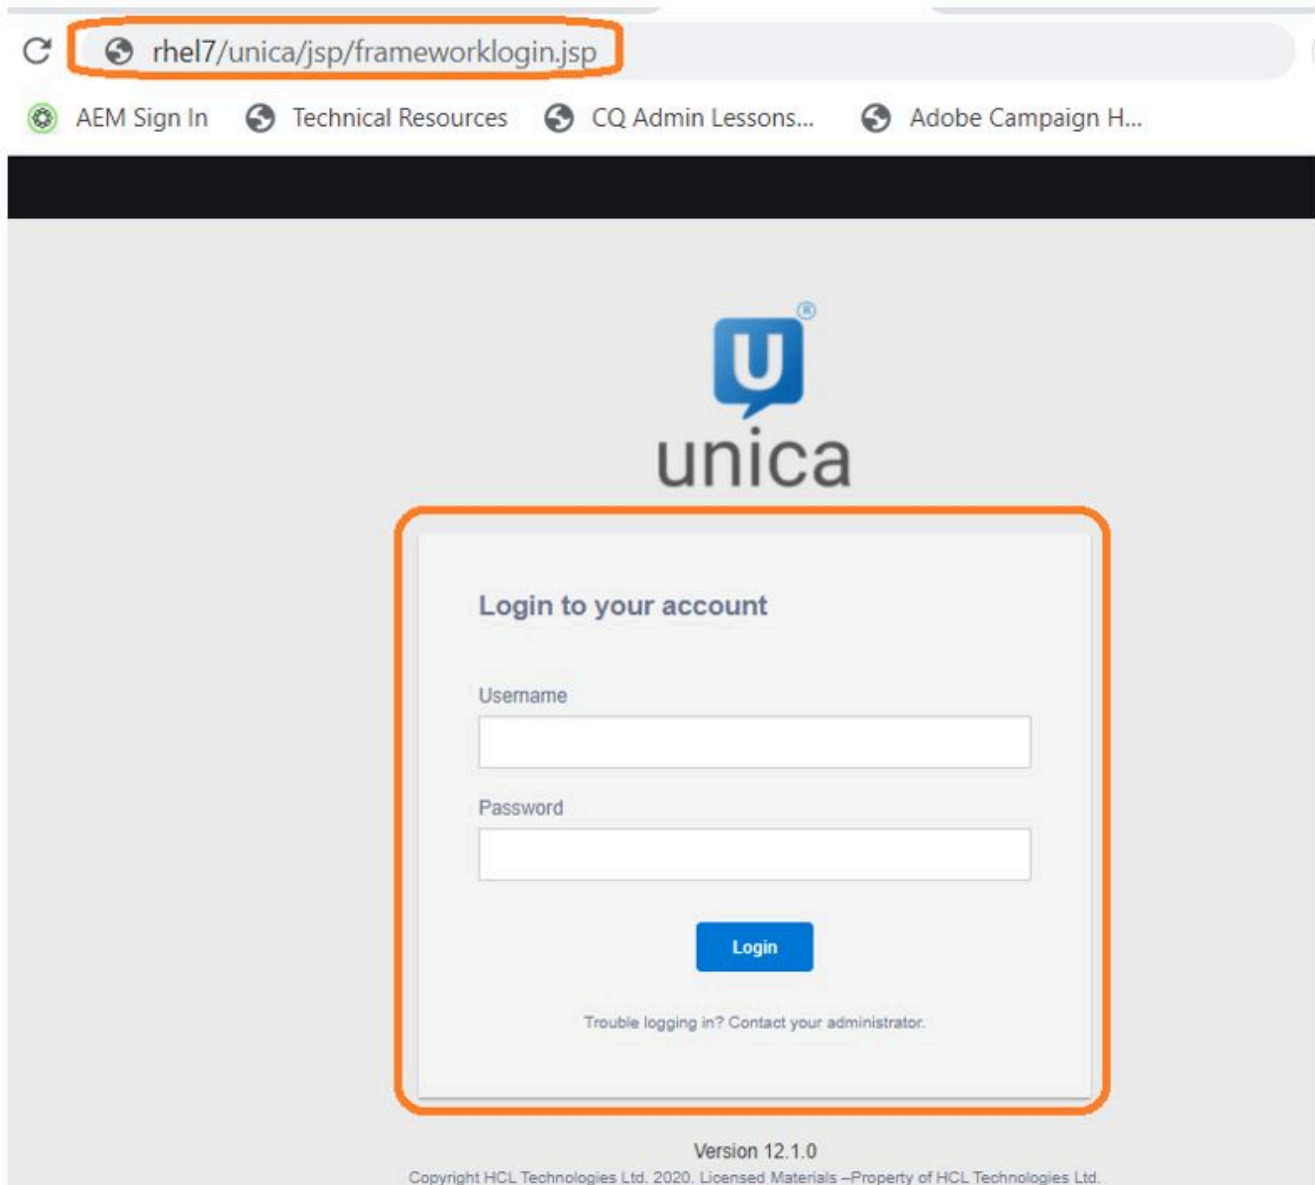 rhel7/unica/jsp/frameworklogin.jsp
AEM Sign In Technical Resources CQ Admin Lessons... Adobe Campaign H...
U®
unica
Login to your account
Username
Password
Login
Trouble logging in? Contact your administrator.
Version 12.1.0
Copyright HCL Technologies Ltd. 2020. Licensed Materials –Property of HCL Technologies Ltd.